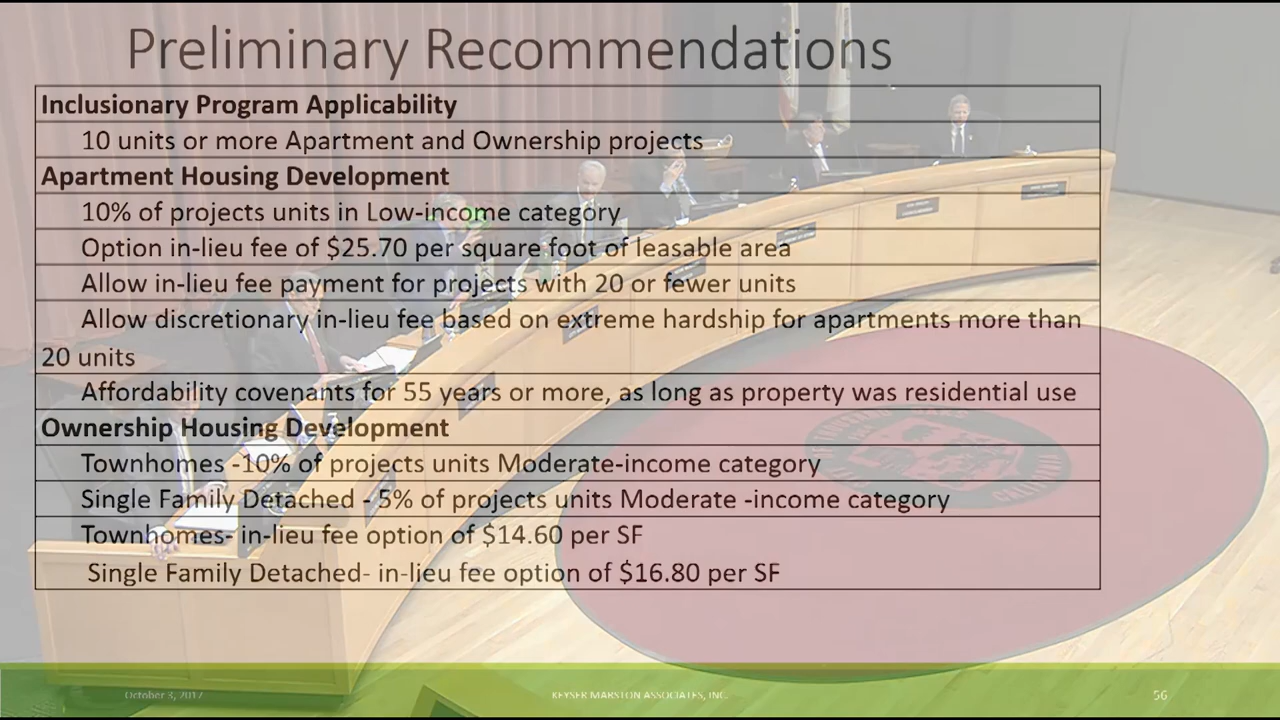 Preliminary Recommendations
Inclusionary Program Applicability
10 units or more Apartment and Ownership projects
Apartment Housing Development
10% of projects units in Low-income category
Option in-lieu fee of $25.70 per square foot of leasable area
Allow in-lieu fee payment for projects with 20 or fewer units
Allow discretionary in-lieu fee based on extreme hardship for apartments more than
20 units
Affordability covenants for 55 years or more, as long as property was residential use
Ownership Housing Development
Townhomes -10% of projects units Moderate-income category
Single Family Detached - 5% of projects units Moderate -income category
Townhomes- in-lieu fee option of $14.60 per SF
Single Family Detached- in-lieu fee option of $16.80 per SF
October 3, 2017 KEYSER MARSTON ASSOCIATES, INC. 56